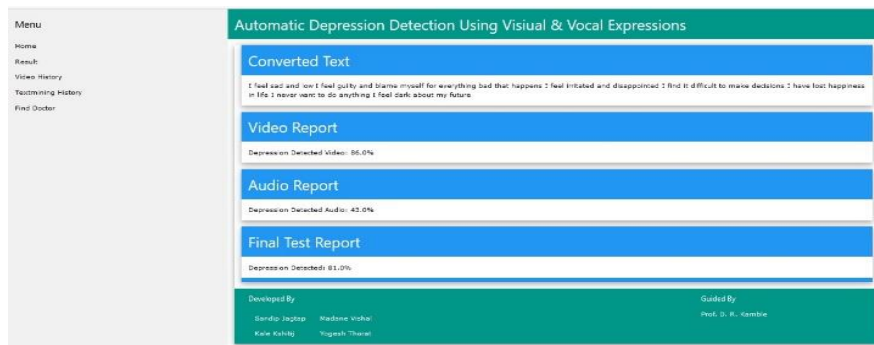 Menu
Home
Result
Video History
Textmining History
Find Doctor
Automatic Depression Detection Using Visiual & Vocal Expressions
Converted Text
I feel sad and low I feel guilty and blame myself for everything bad that happens I feel irritated and disappointed I find it difficult to make decisions I have lost happiness
in life I never want to do anything I feel dark about my future
Video Report
Depression Detected Video: 86.0%
Audio Report
Depression Detected Audio: 43.0%
Final Test Report
Depression Detected: 81.0%
Developed By
Guided By
Sandip Jagtap Madane Vishal
Prof. D. R. Kamble
Kale Yogesh Thorat